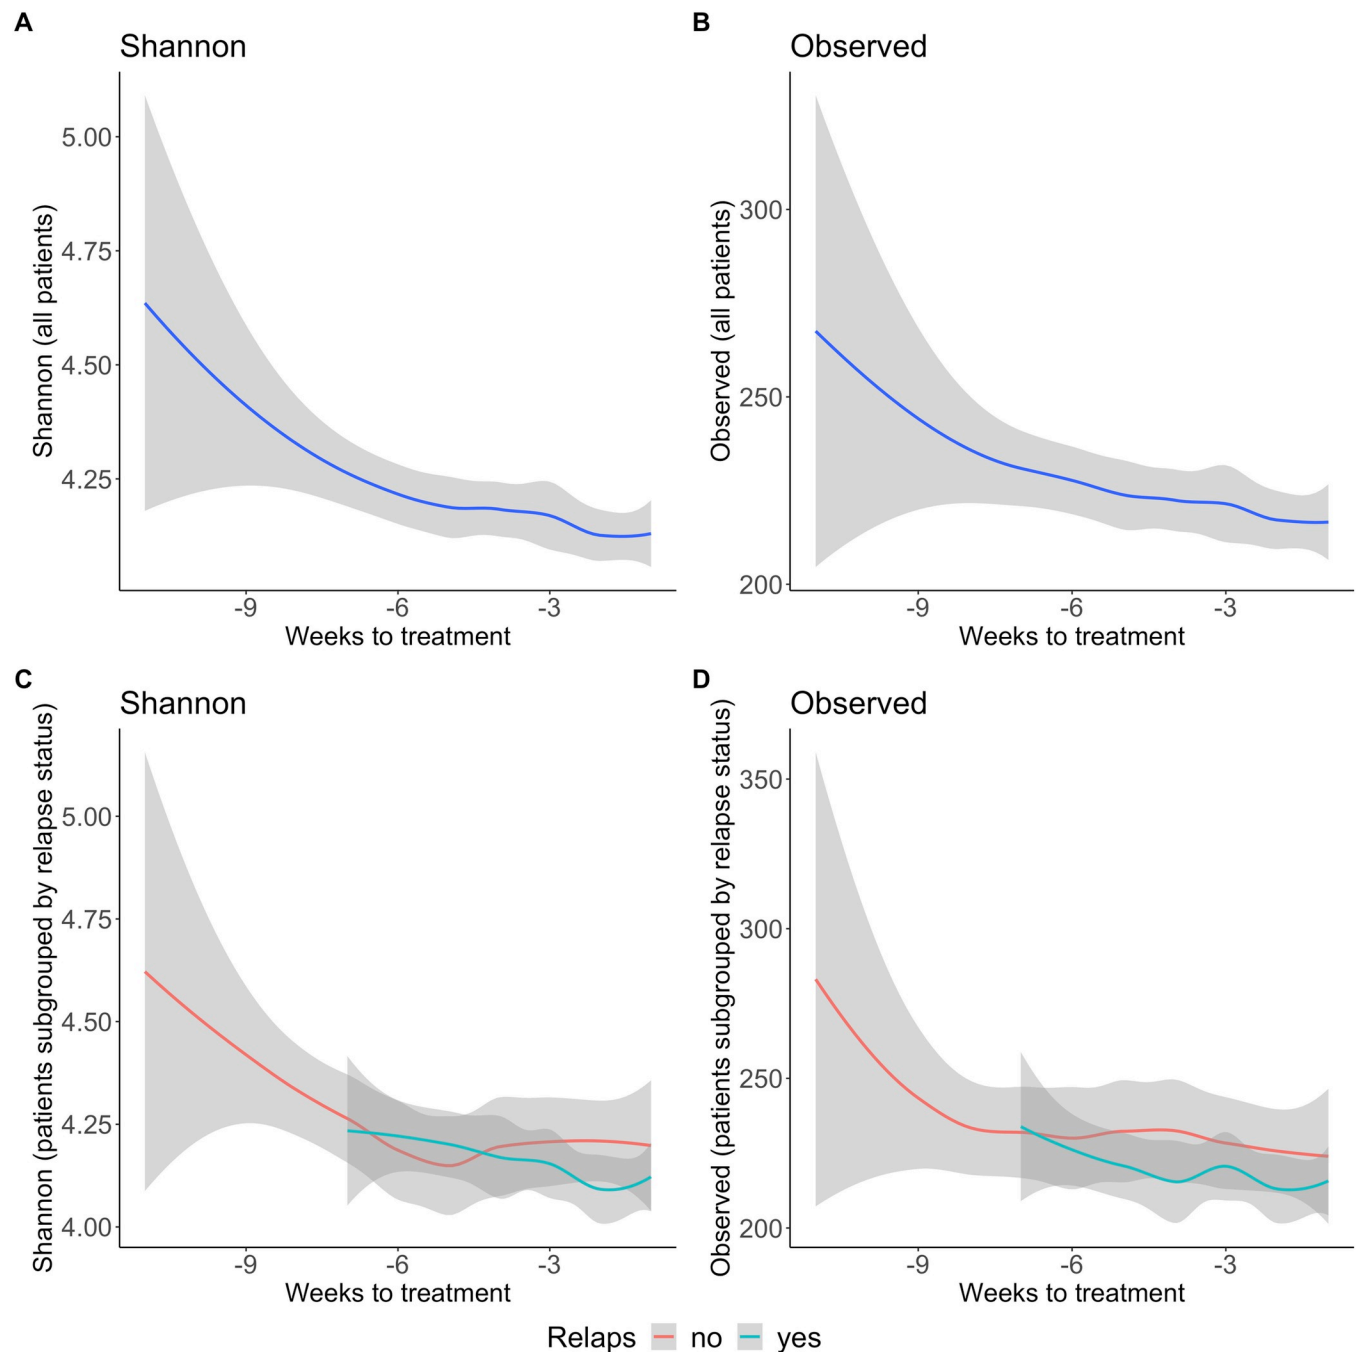 A
Shannon
Shannon (all patients)
5.00
4.75
4.50
4.25
-9
-6
-3
Weeks to treatment
B
Observed
Observed (all patients)
300
250
200
-9
-6
-3
Weeks to treatment
C
Shannon
Shannon (patients subgrouped by relapse status)
5.00
4.75
4.50
4.25
4.00
-9
-6
-3
Weeks to treatment
D
Observed
Observed (patients subgrouped by relapse status)
350
300
250
200
-9
-6
-3
Weeks to treatment
Relaps no yes